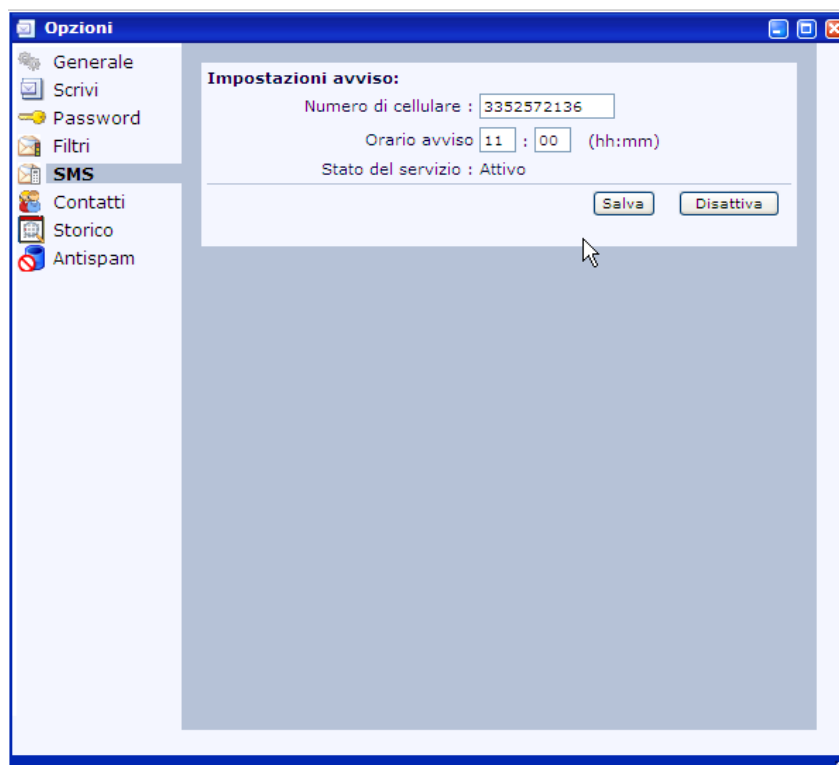 Opzioni
Generale
Scrivi
Password
Filtri
SMS
Contatti
Storico
Antispam
Impostazioni avviso:
Numero di cellulare : 3352572136
Orario avviso 11 : 00 (hh:mm)
Stato del servizio : Attivo
Salva Disattiva